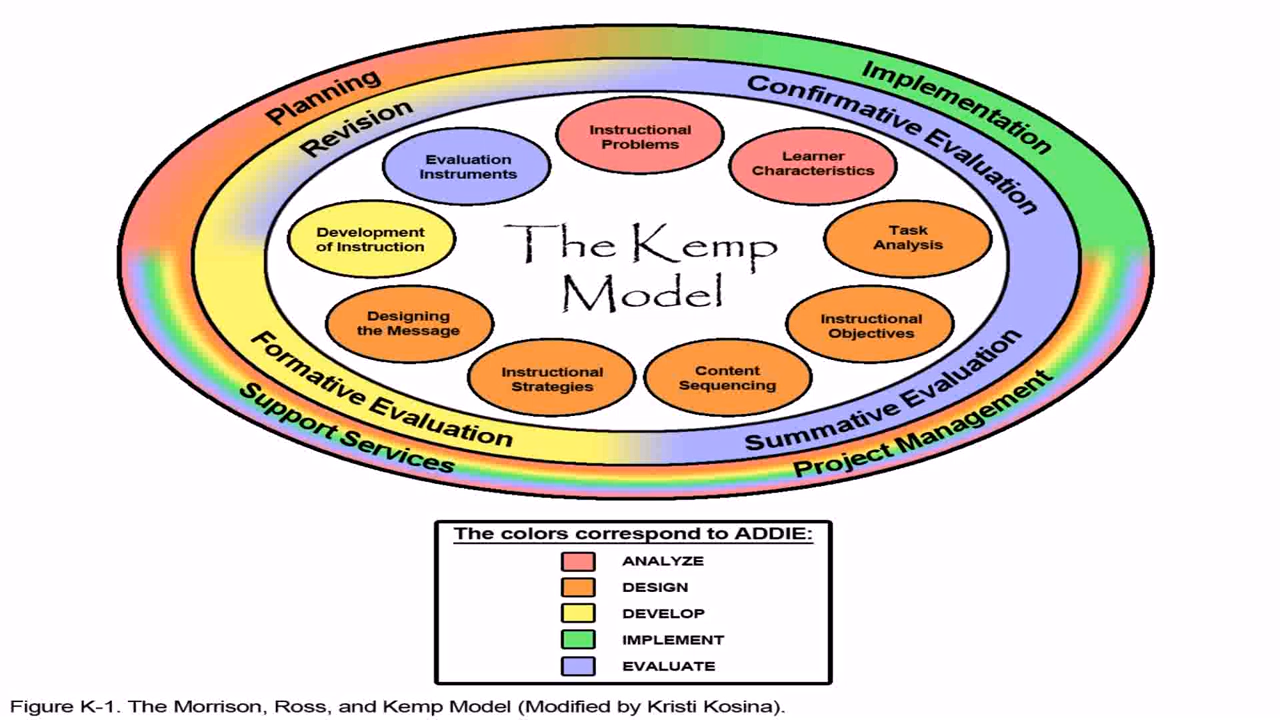 Planning
Implementation
Revision
Confirmative Evaluation
Instructional
Problems
Evaluation
Instruments
Learner
Characteristics
Development
of Instruction
The Kemp
Model
Task
Analysis
Designing
the Message
Instructional
Objectives
Instructional
Strategies
Content
Sequencing
Formative Evaluation
Summative Evaluation
Support Services
Project Management
The colors correspond to ADDIE:
ANALYZE
DESIGN
DEVELOP
IMPLEMENT
EVALUATE
Figure K-1. The Morrison, Ross, and Kemp Model (Modified by Kristi Kosina).